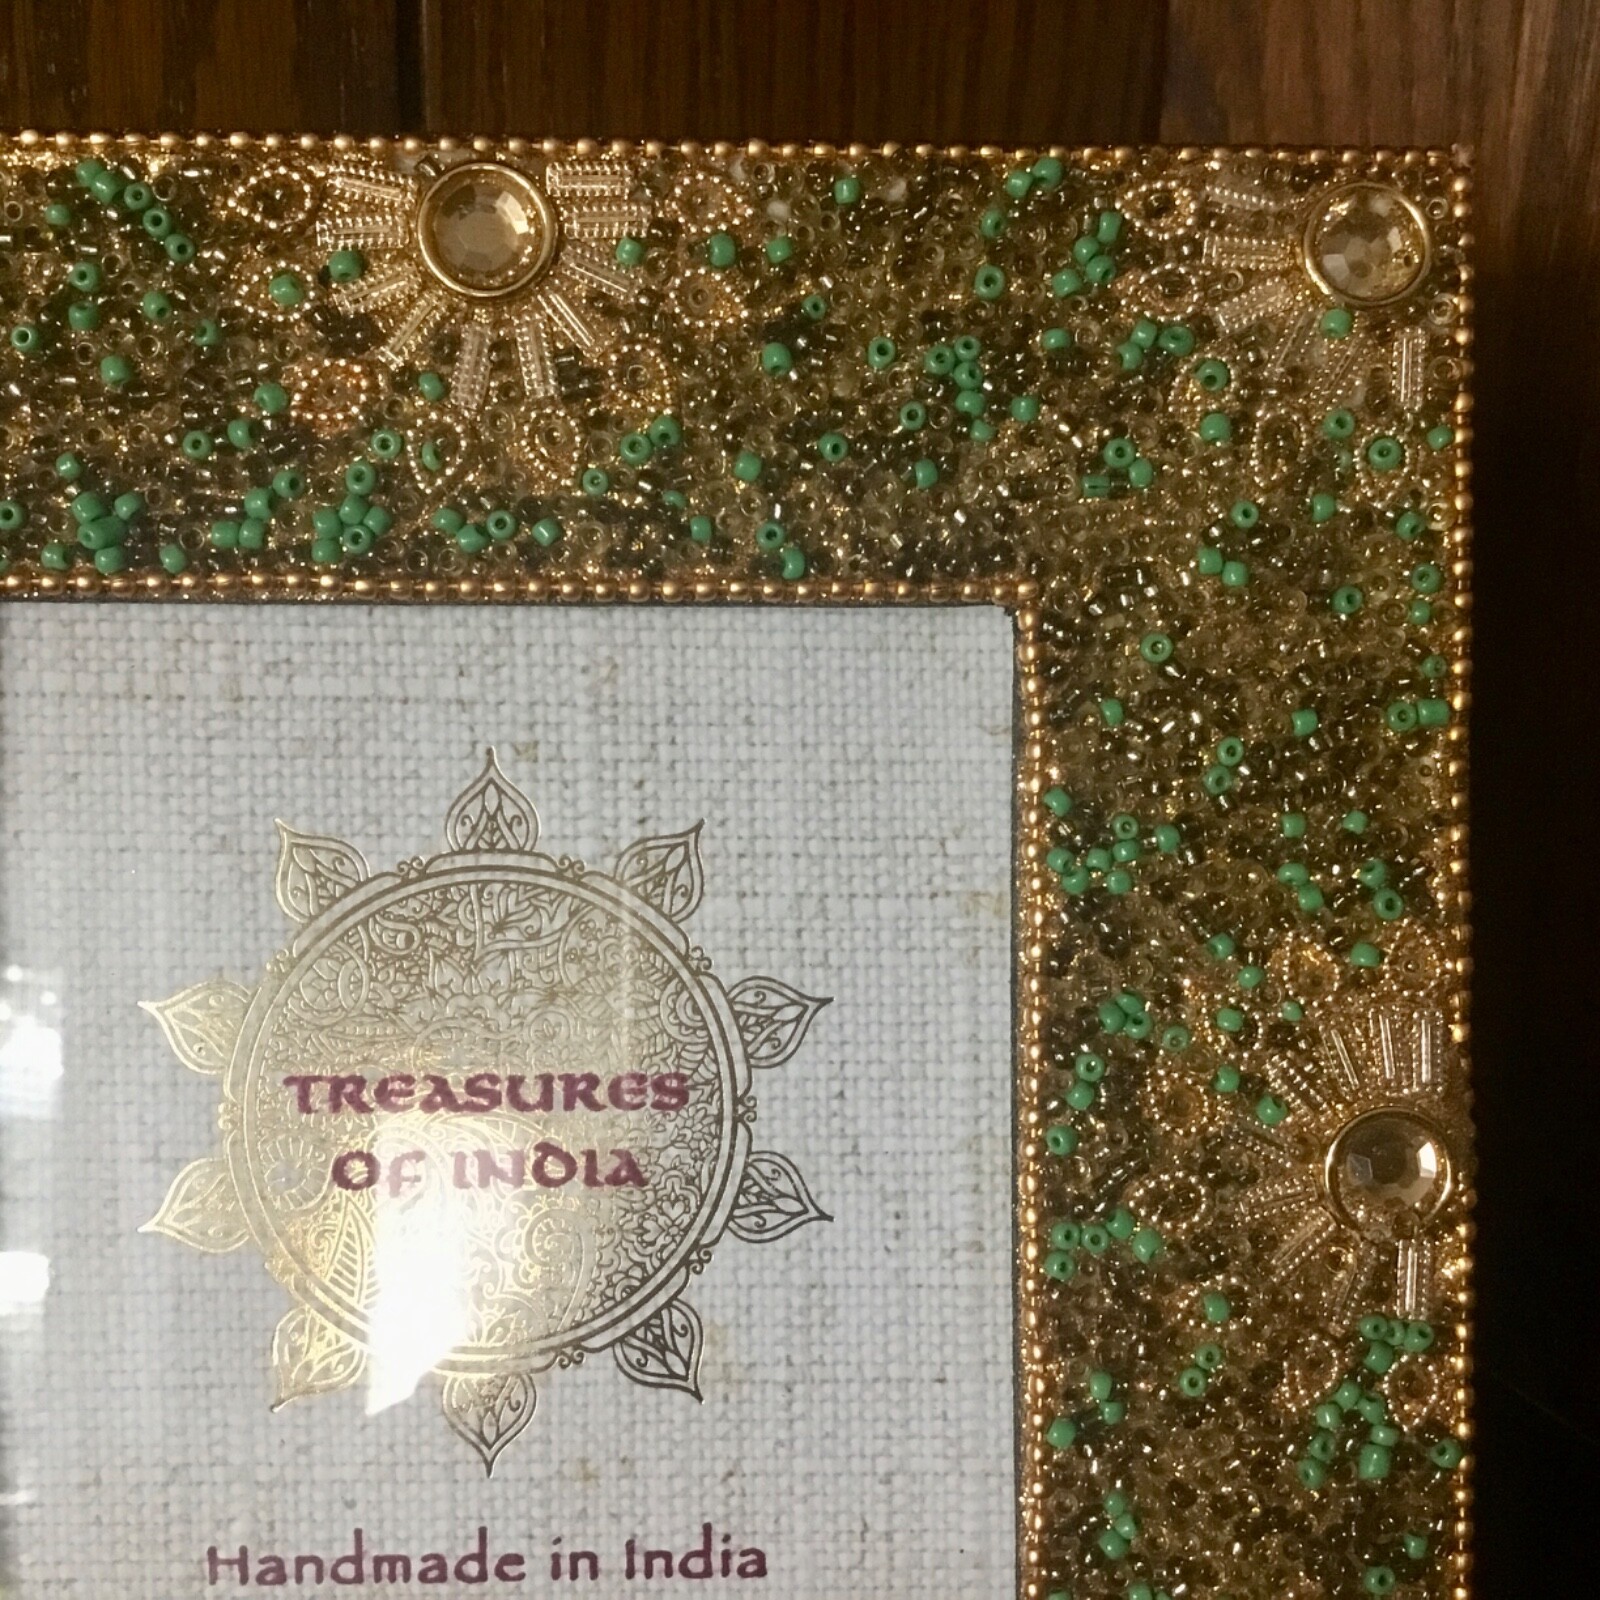 TREASURES
OF INDIA
Handmade in India